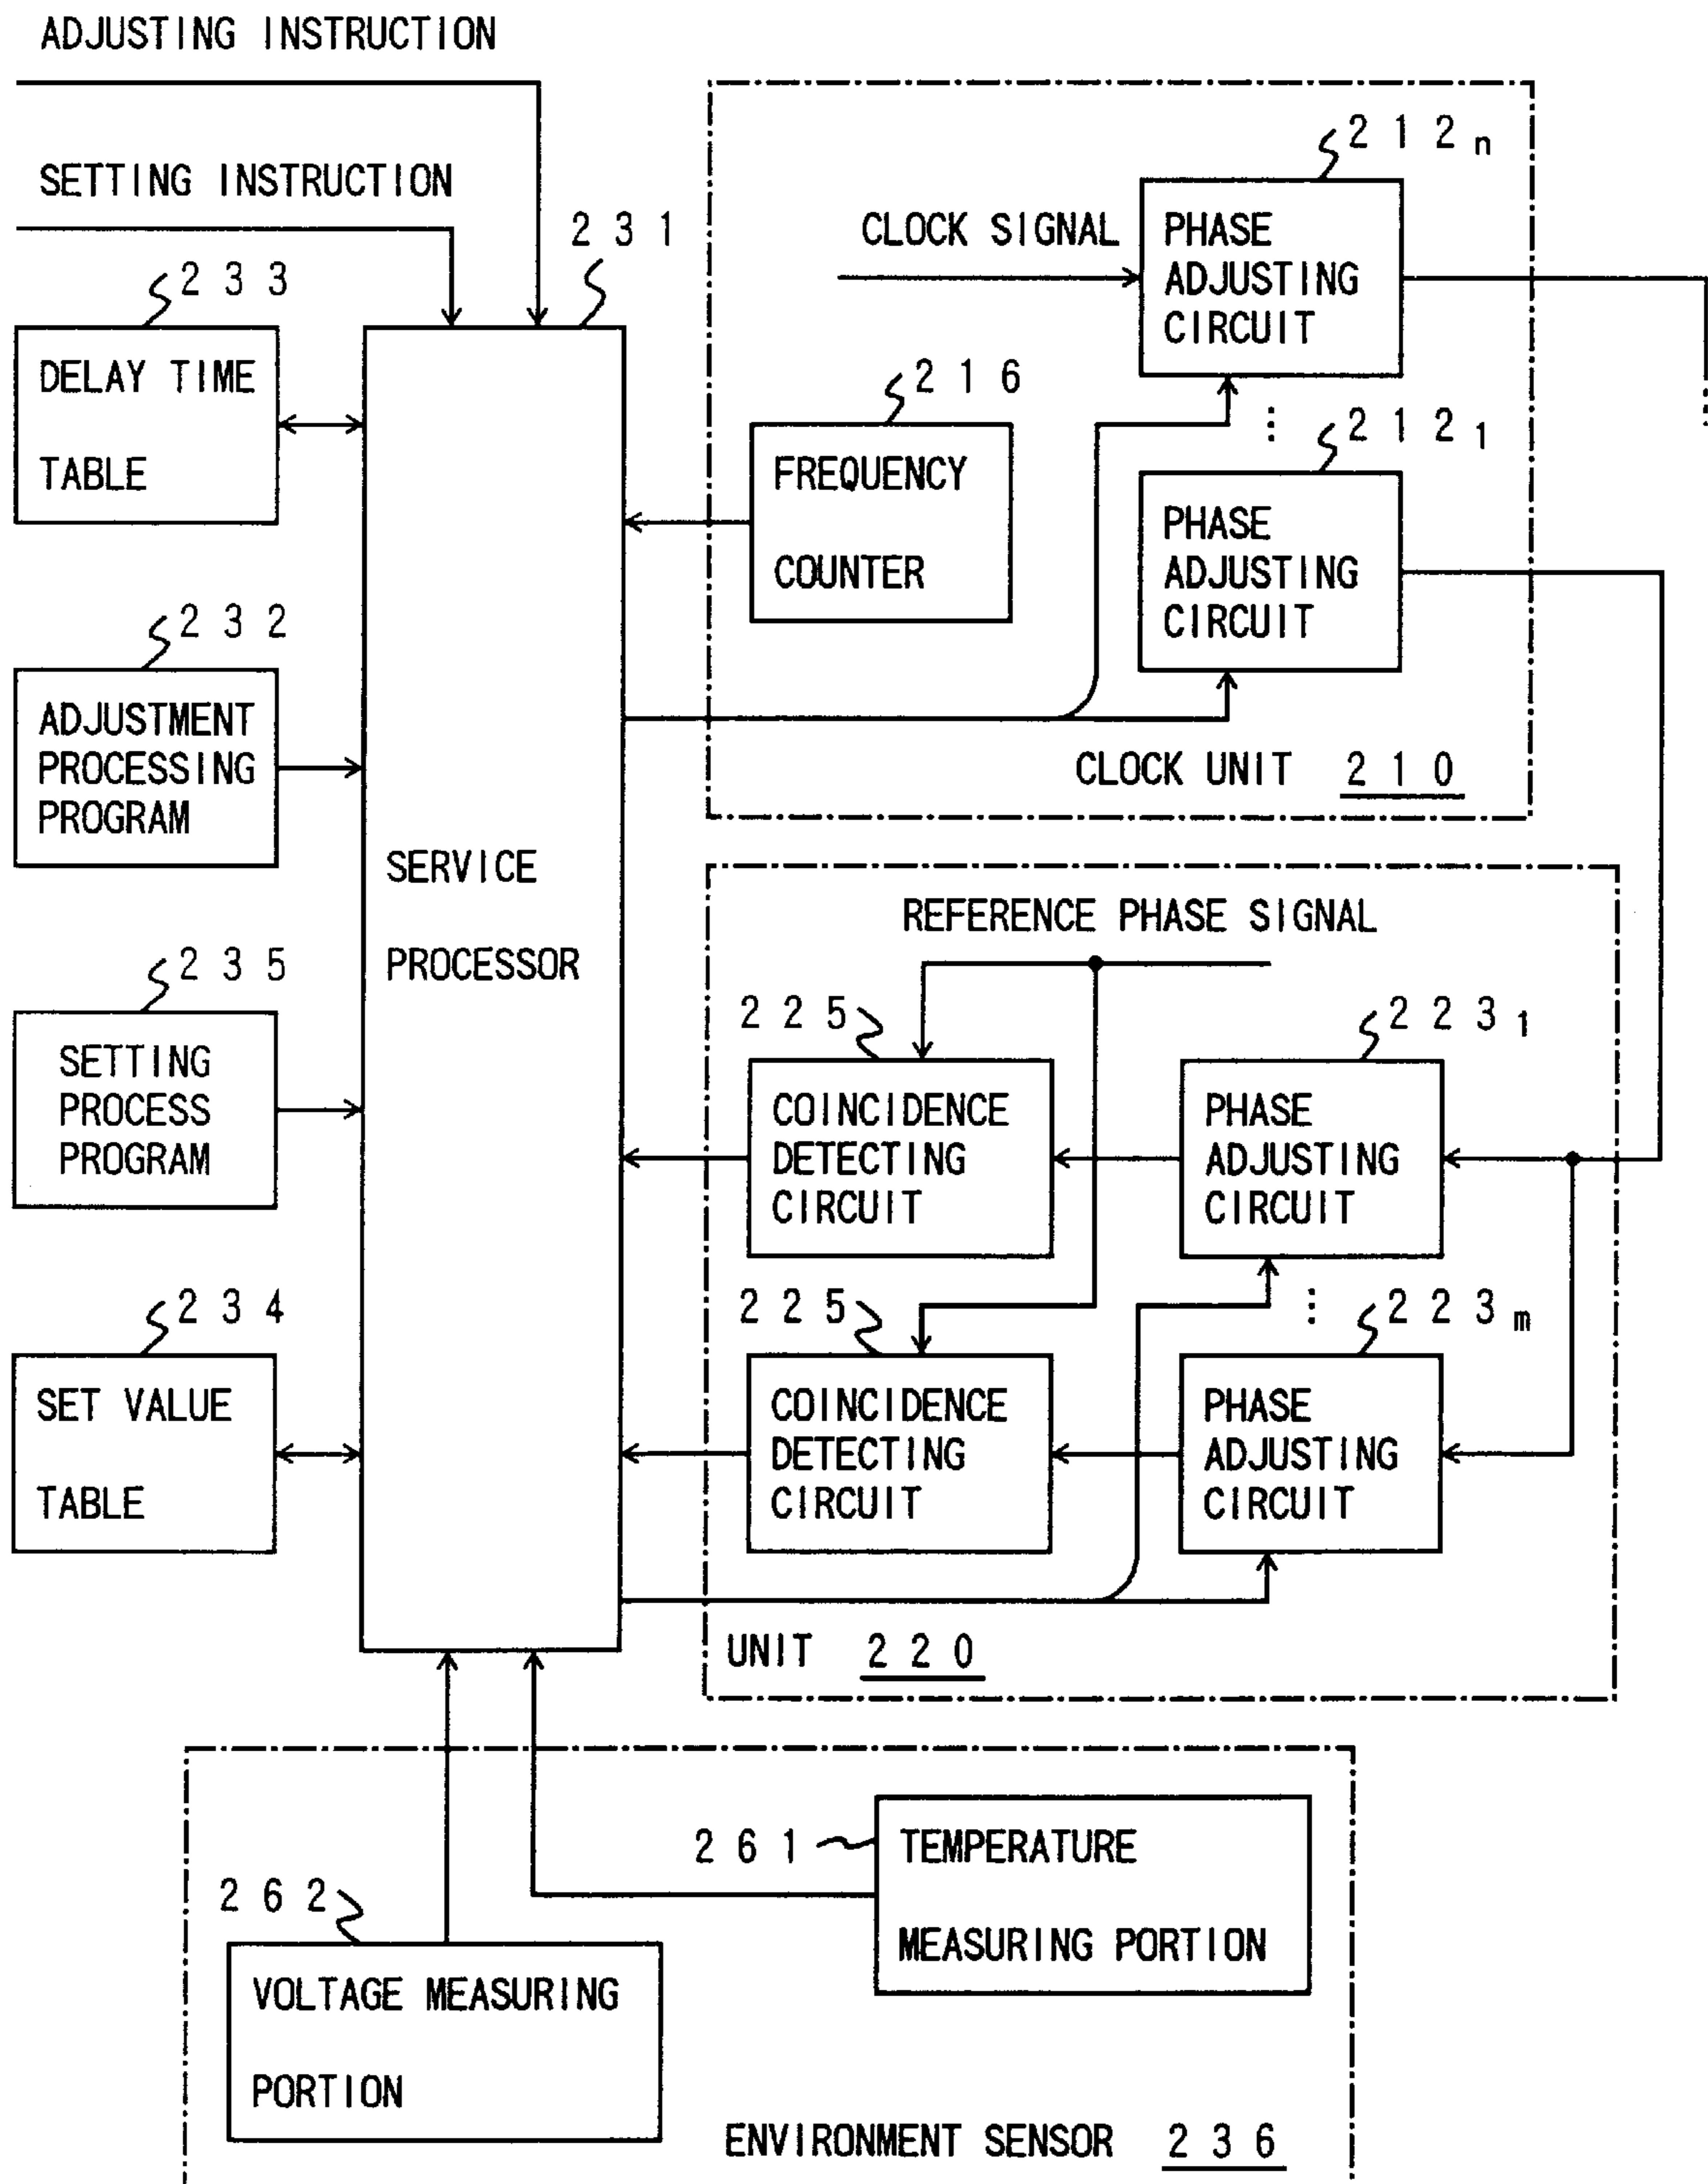 ADJUSTING INSTRUCTION
SETTING INSTRUCTION
231
233
DELAY TIME
TABLE
232
ADJUSTMENT
PROCESSING
PROGRAM
235
SETTING
PROCESS
PROGRAM
234
SET VALUE
TABLE
SERVICE
PROCESSOR
212n
CLOCK SIGNAL
PHASE
ADJUSTING
CIRCUIT
216
FREQUENCY
COUNTER
2121
PHASE
ADJUSTING
CIRCUIT
CLOCK UNIT 210
REFERENCE PHASE SIGNAL
225
COINCIDENCE
DETECTING
CIRCUIT
2231
PHASE
ADJUSTING
CIRCUIT
225
COINCIDENCE
DETECTING
CIRCUIT
223m
PHASE
ADJUSTING
CIRCUIT
UNIT 220
261
TEMPERATURE
MEASURING PORTION
262
VOLTAGE MEASURING
PORTION
ENVIRONMENT SENSOR 236